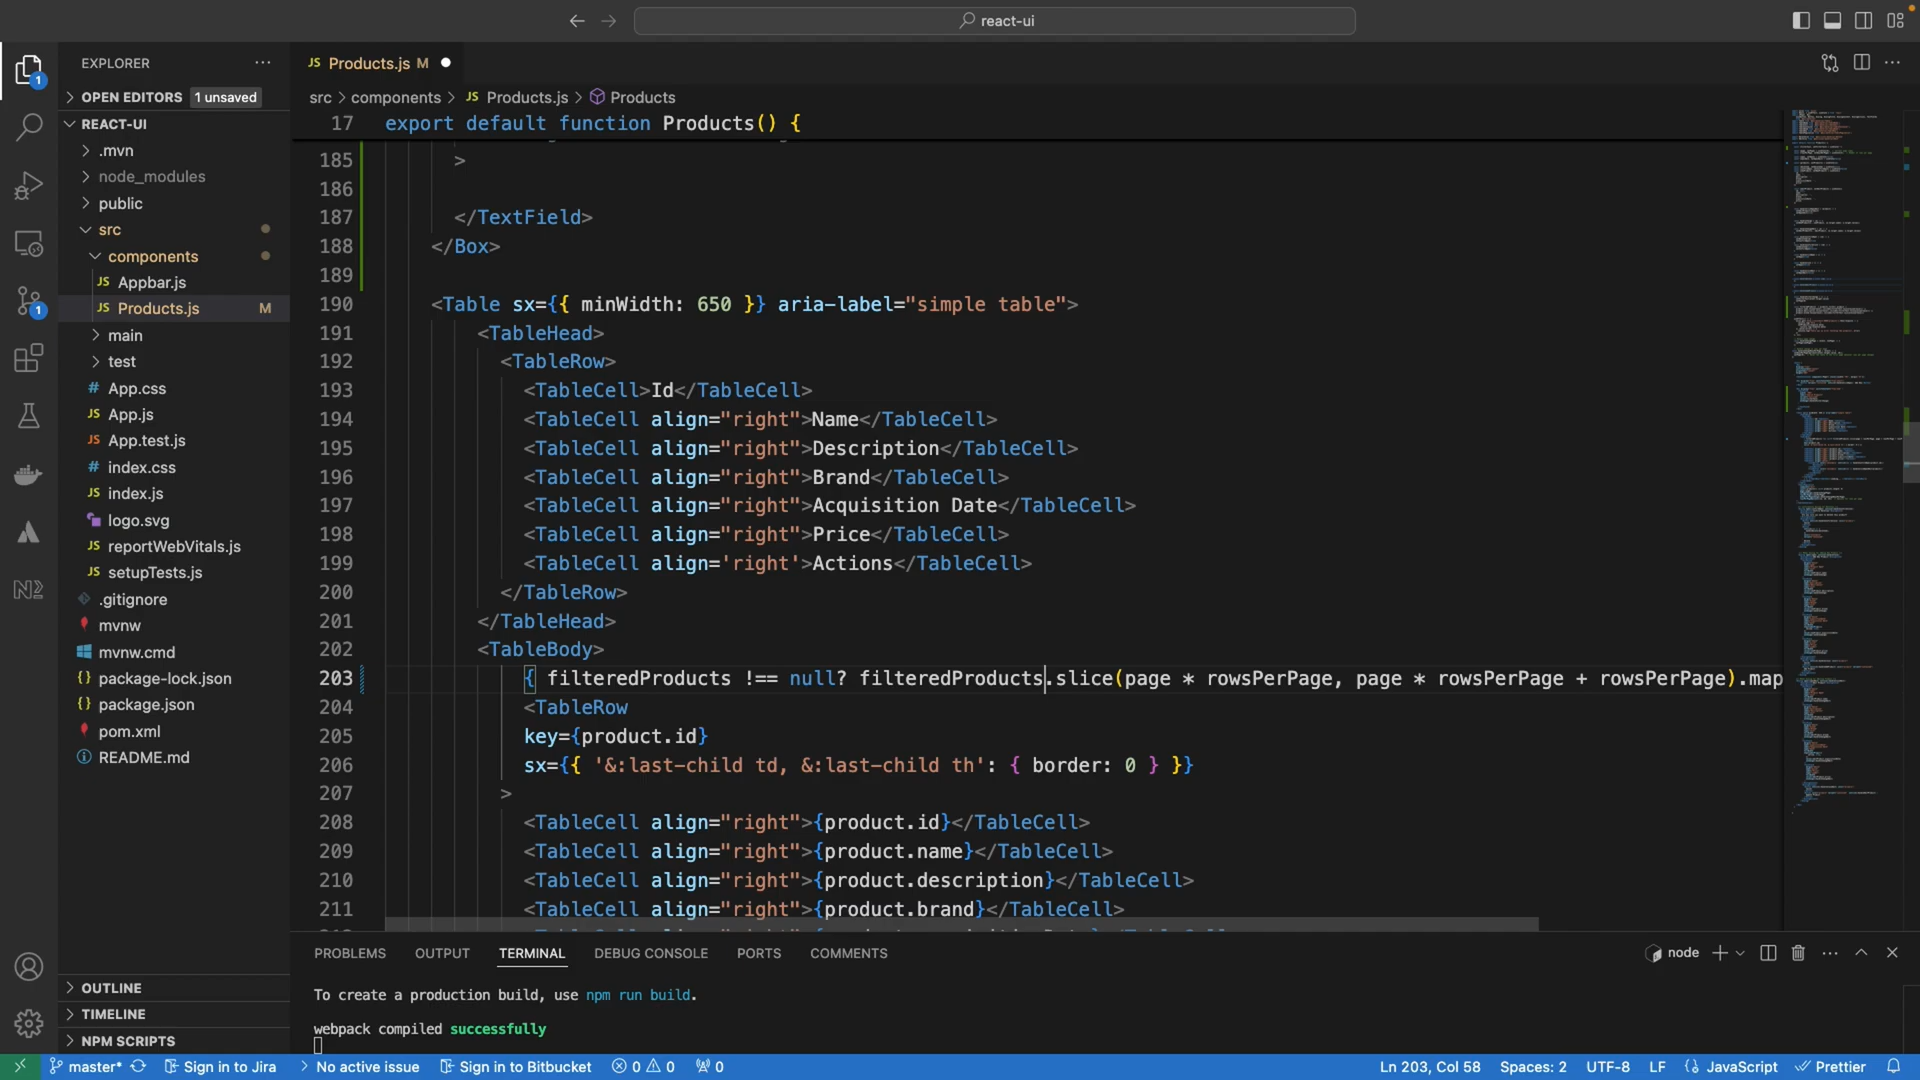 react-ui
EXPLORER
OPEN EDITORS 1 unsaved
REACT-UI
.mvn
node_modules
public
src
components
JS Appbar.js
JS Products.js M
main
test
# App.css
JS App.js
JS App.test.js
# index.css
JS index.js
logo.svg
JS reportWebVitals.js
JS setupTests.js
.gitignore
mvnw
mvnw.cmd
{} package-lock.json
{} package.json
pom.xml
README.md
OUTLINE
TIMELINE
NPM SCRIPTS
JS Products.js M
src > components > JS Products.js > Products
17 export default function Products() {
185 >
186
187 </TextField>
188 </Box>
189
190 <Table sx={{ minWidth: 650 }} aria-label="simple table">
191 <TableHead>
192 <TableRow>
193 <TableCell>Id</TableCell>
194 <TableCell align="right">Name</TableCell>
195 <TableCell align="right">Description</TableCell>
196 <TableCell align="right">Brand</TableCell>
197 <TableCell align="right">Acquisition Date</TableCell>
198 <TableCell align="right">Price</TableCell>
199 <TableCell align='right'>Actions</TableCell>
200 </TableRow>
201 </TableHead>
202 <TableBody>
203 { filteredProducts !== null? filteredProducts.slice(page * rowsPerPage, page * rowsPerPage + rowsPerPage).map
204 <TableRow
205 key={product.id}
206 sx={{ '&:last-child td, &:last-child th': { border: 0 } }}
207 >
208 <TableCell align="right">{product.id}</TableCell>
209 <TableCell align="right">{product.name}</TableCell>
210 <TableCell align="right">{product.description}</TableCell>
211 <TableCell align="right">{product.brand}</TableCell>
PROBLEMS OUTPUT TERMINAL DEBUG CONSOLE PORTS COMMENTS
node
To create a production build, use npm run build.
webpack compiled successfully
master* Sign in to Jira No active issue Sign in to Bitbucket 0 0 0 Ln 203, Col 58 Spaces: 2 UTF-8 LF JavaScript Prettier